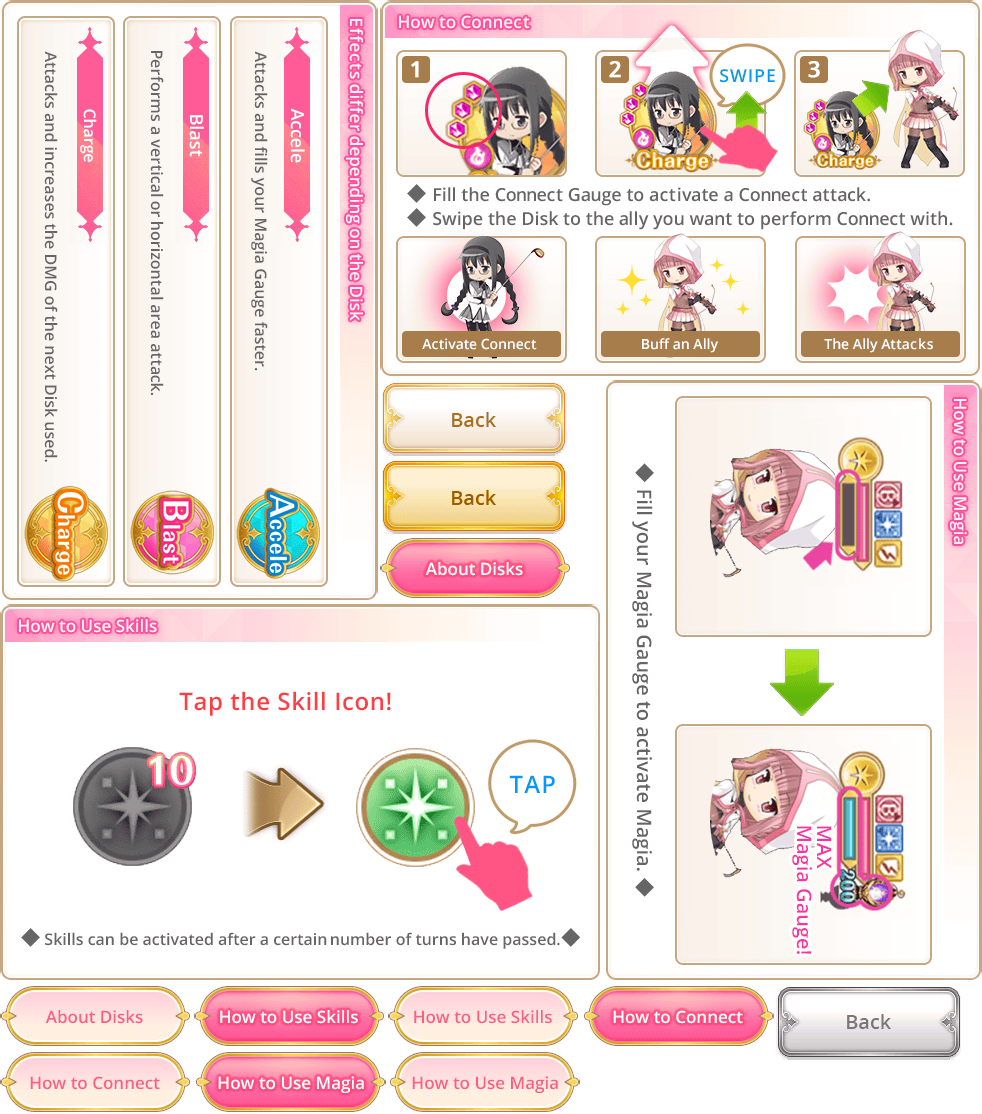 Effects differ depending on the Disk
Accele
Attacks and fills your Magia Gauge faster.
Accele
Blast
Performs a vertical or horizontal area attack.
Blast
Charge
Attacks and increases the DMG of the next Disk used.
Charge
How to Connect
1
2
SWIPE
3
Charge
Charge
◆ Fill the Connect Gauge to activate a Connect attack.
◆ Swipe the Disk to the ally you want to perform Connect with.
Activate Connect
Buff an Ally
The Ally Attacks
Back
Back
About Disks
How to Use Magia
B
B
MAX
Magia Gauge!
200
◆ Fill your Magia Gauge to activate Magia. ◆
How to Use Skills
Tap the Skill Icon!
10
TAP
◆ Skills can be activated after a certain number of turns have passed. ◆
About Disks
How to Use Skills
How to Use Skills
How to Connect
Back
How to Connect
How to Use Magia
How to Use Magia